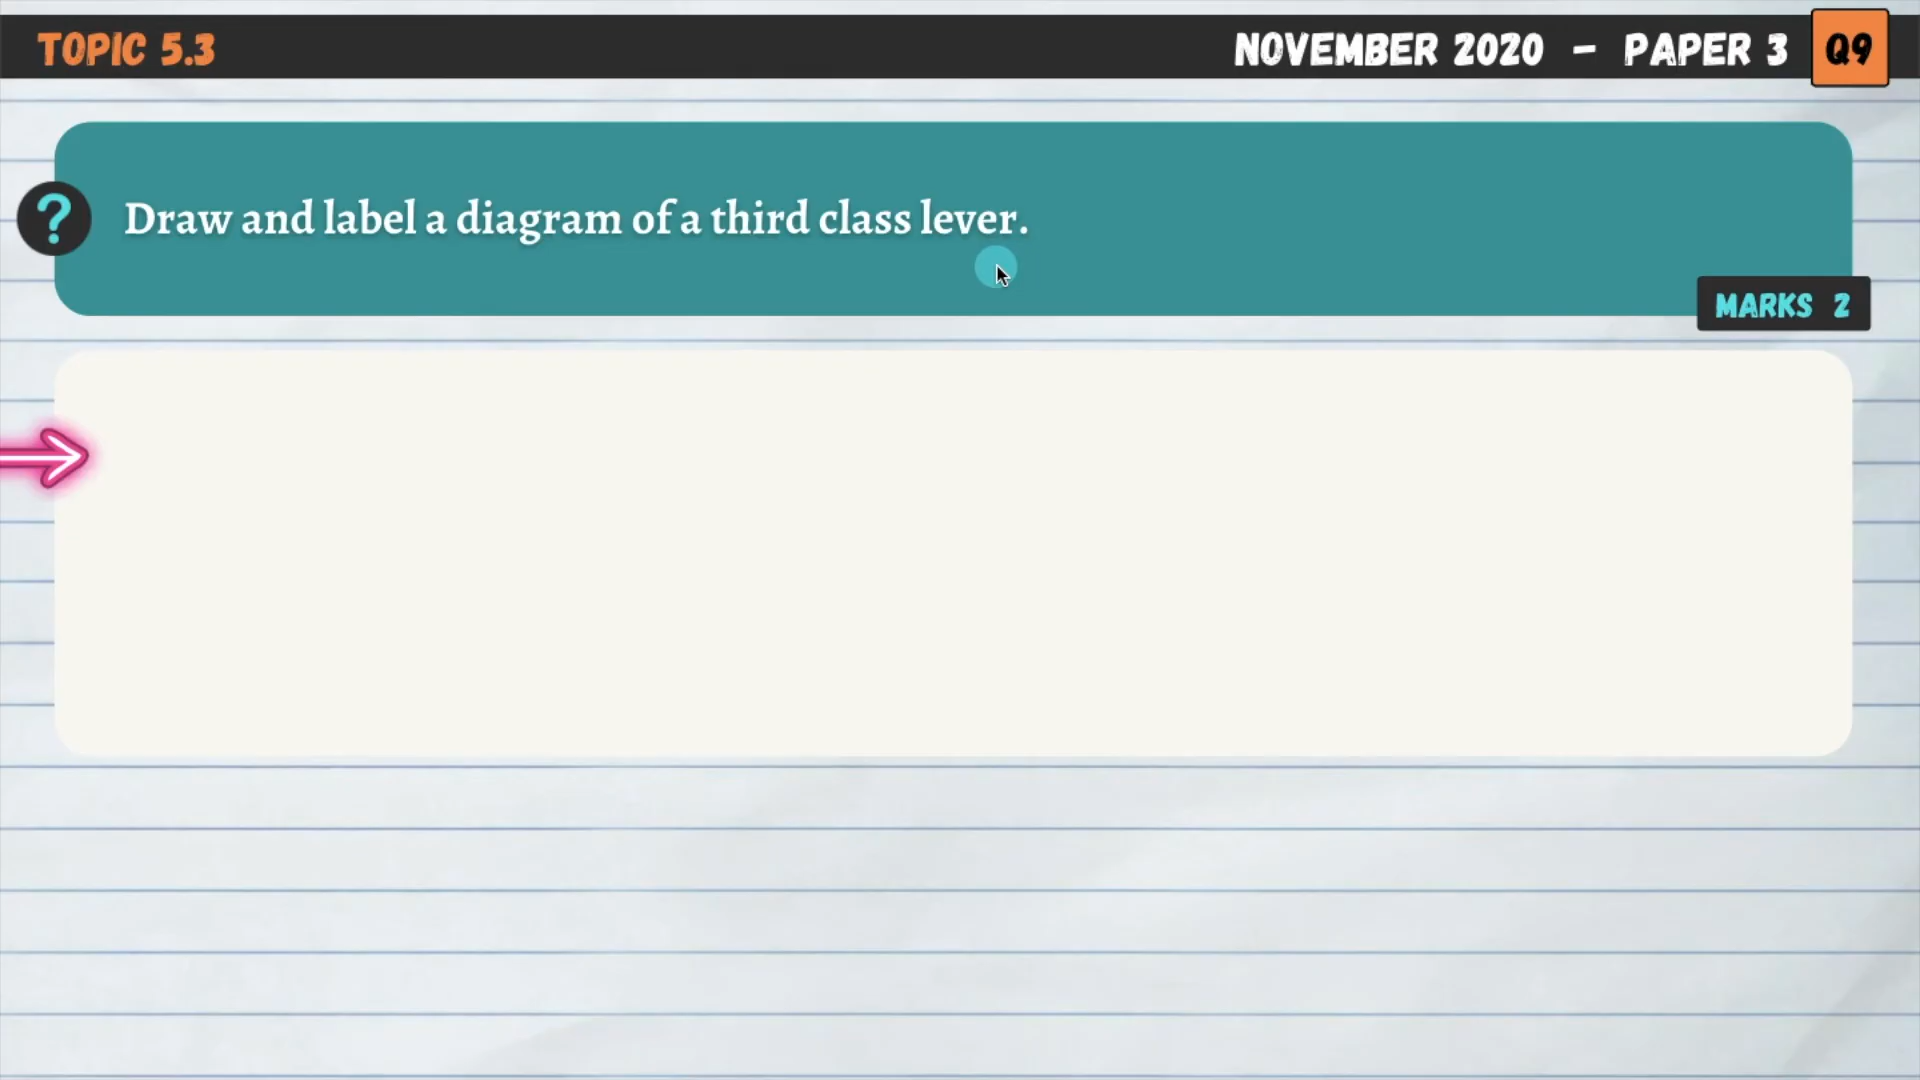 TOPIC 5.3
NOVEMBER 2020 – PAPER 3
Q9
?
Draw and label a diagram of a third class lever.
MARKS 2